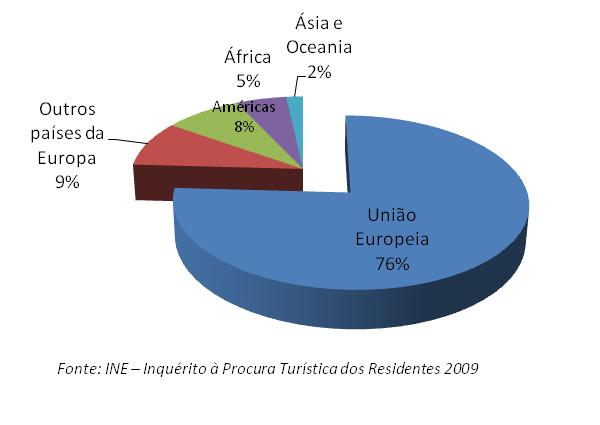 Ásia e
Oceania
2%
África
5%
Américas
8%
Outros
países da
Europa
9%
União
Europeia
76%
Fonte: INE – Inquérito à Procura Turística dos Residentes 2009